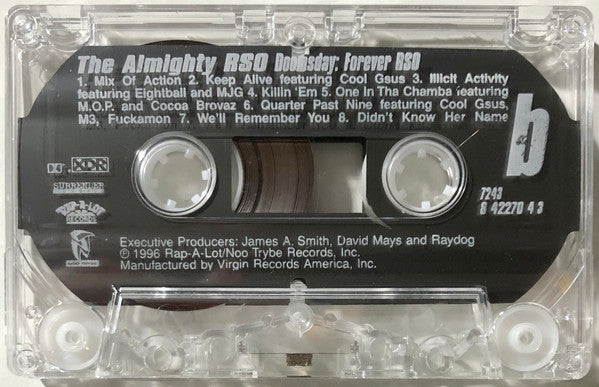 The Almighty RSO Doomsday: Forever RSO
1. Mix Of Action 2. Keep Alive featuring Cool Gsus 3. Illicit Activity
featuring Eightball and MJG 4. Killin 'Em 5. One In Tha Chamba featuring
M.O.P. and Cocoa Brovaz 6. Quarter Past Nine featuring Cool Gsus,
M3, Fuckamon 7. We'll Remember You 8. Didn't Know Her Name
b
XDR
SURRENDER
RAP-A-LOT
RECORDS
7243
8 42270 4 3
Executive Producers: James A. Smith, David Mays and Raydog
℗ 1996 Rap-A-Lot/Noo Trybe Records, Inc.
Manufactured by Virgin Records America, Inc.